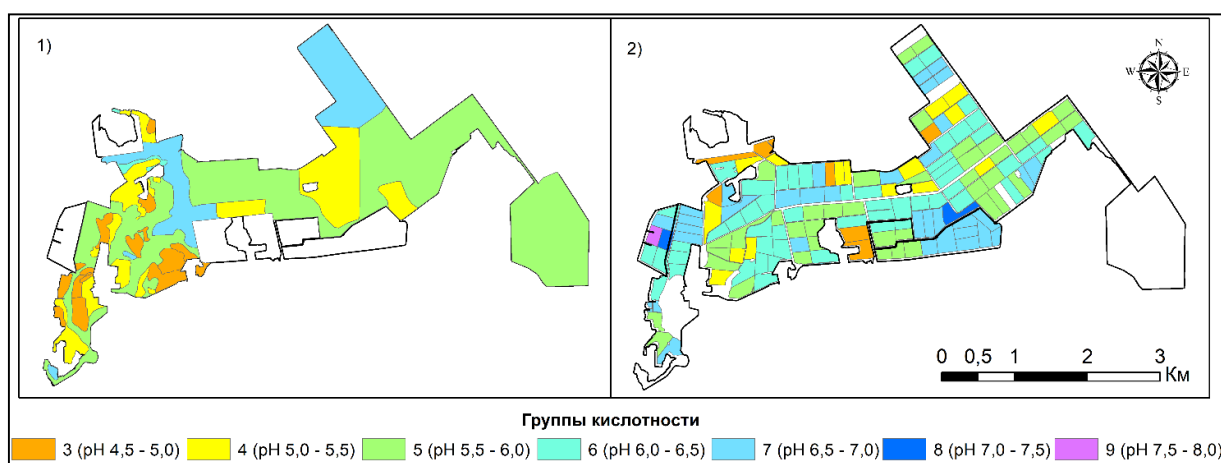 1)
2)
N
W E
S
0 0,5 1 2 3
Км
Группы кислотности
3 (pH 4,5 - 5,0) 4 (pH 5,0 - 5,5) 5 (pH 5,5 - 6,0) 6 (pH 6,0 - 6,5) 7 (pH 6,5 - 7,0) 8 (pH 7,0 - 7,5) 9 (pH 7,5 - 8,0)